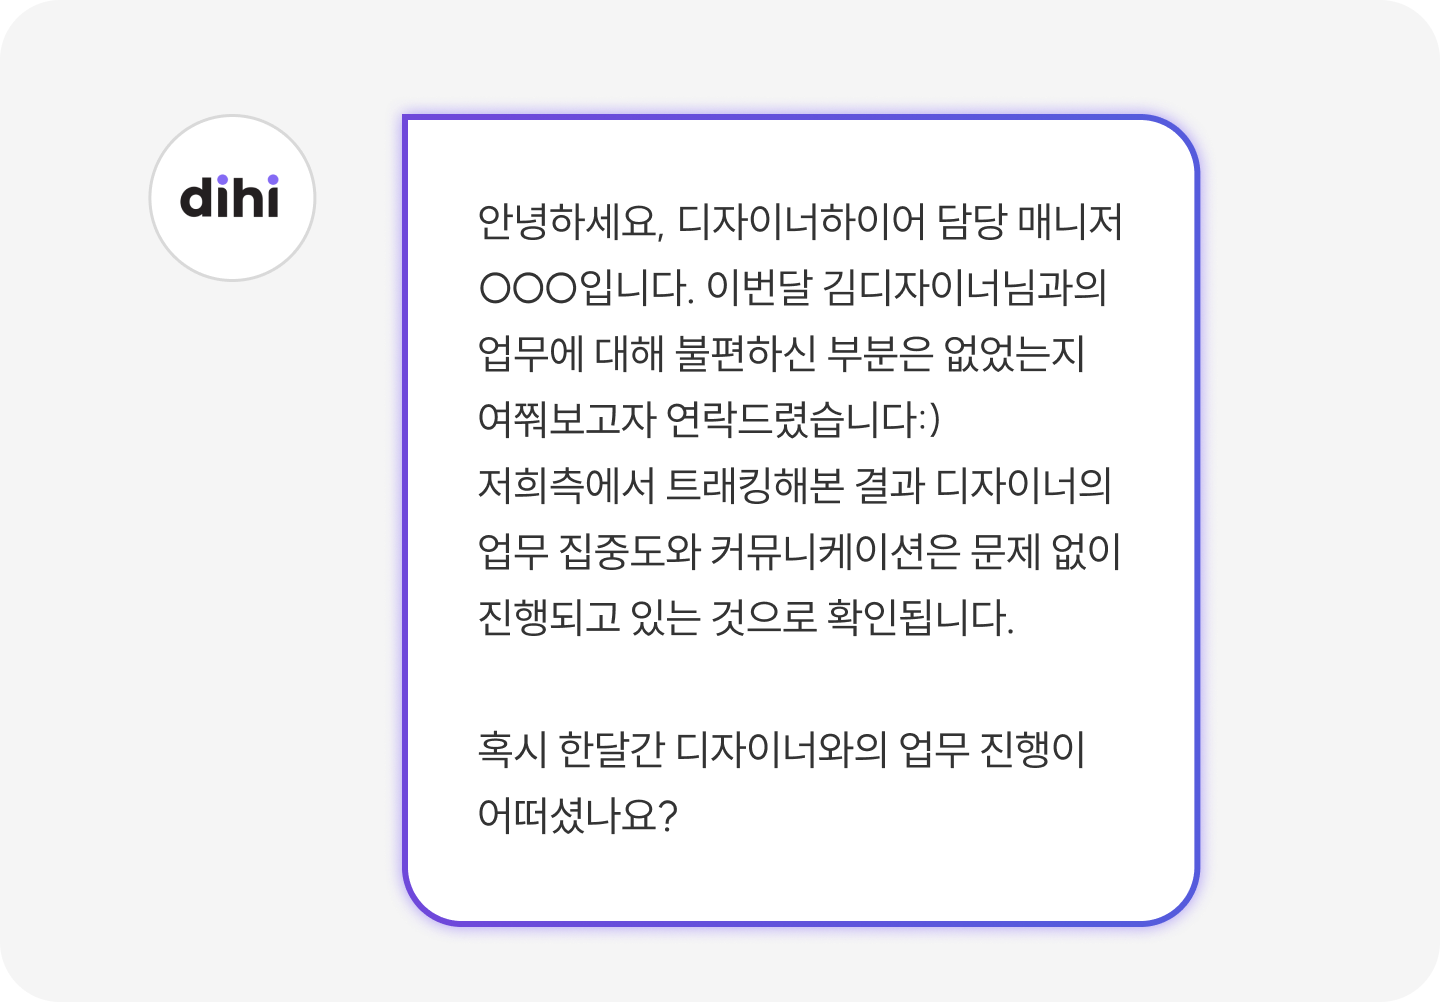 dihi
안녕하세요, 디자이너하이어 담당 매니저
○○○입니다. 이번달 김디자이너님과의
업무에 대해 불편하신 부분은 없었는지
여쭤보고자 연락드렸습니다:)
저희측에서 트래킹해본 결과 디자이너의
업무 집중도와 커뮤니케이션은 문제 없이
진행되고 있는 것으로 확인됩니다.
혹시 한달간 디자이너와의 업무 진행이
어떠셨나요?